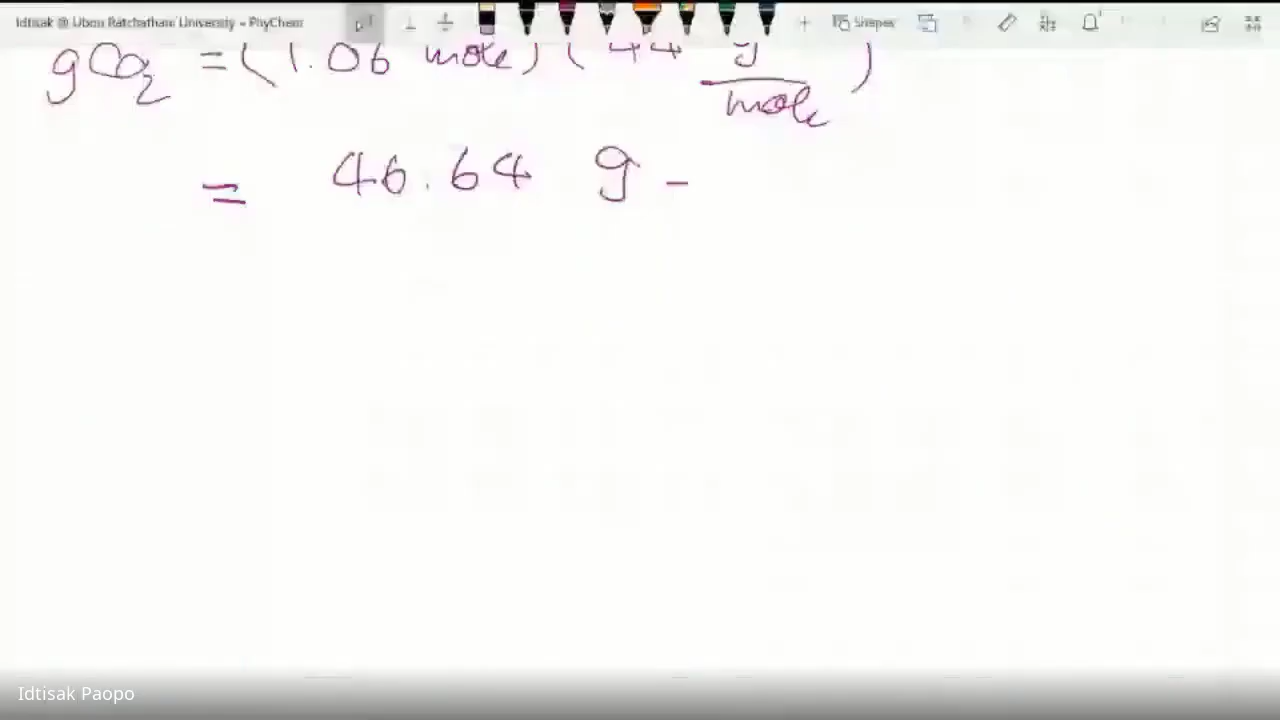 Idtisak @ Ubon Ratchathani University - PhyChem
Shapes
gCO₂ = (1.06 mole) (44 g/mole)
= 46.64 g -
Idtisak Paopo